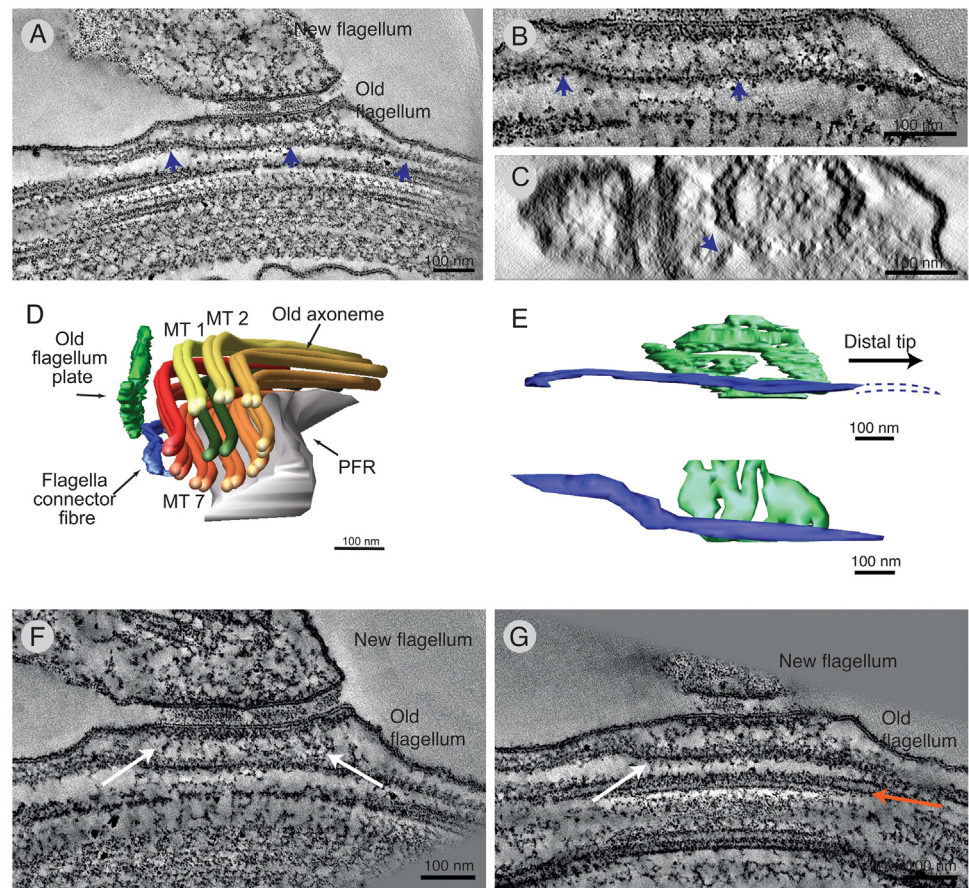 A
New flagellum
Old
flagellum
100 nm
B
100 nm
C
100 nm
D
MT 1
MT 2
Old axoneme
Old
flagellum
plate
Flagella
connector
fibre
MT 7
PFR
100 nm
E
Distal tip
100 nm
100 nm
F
New flagellum
Old
flagellum
100 nm
G
New flagellum
Old
flagellum
100 nm